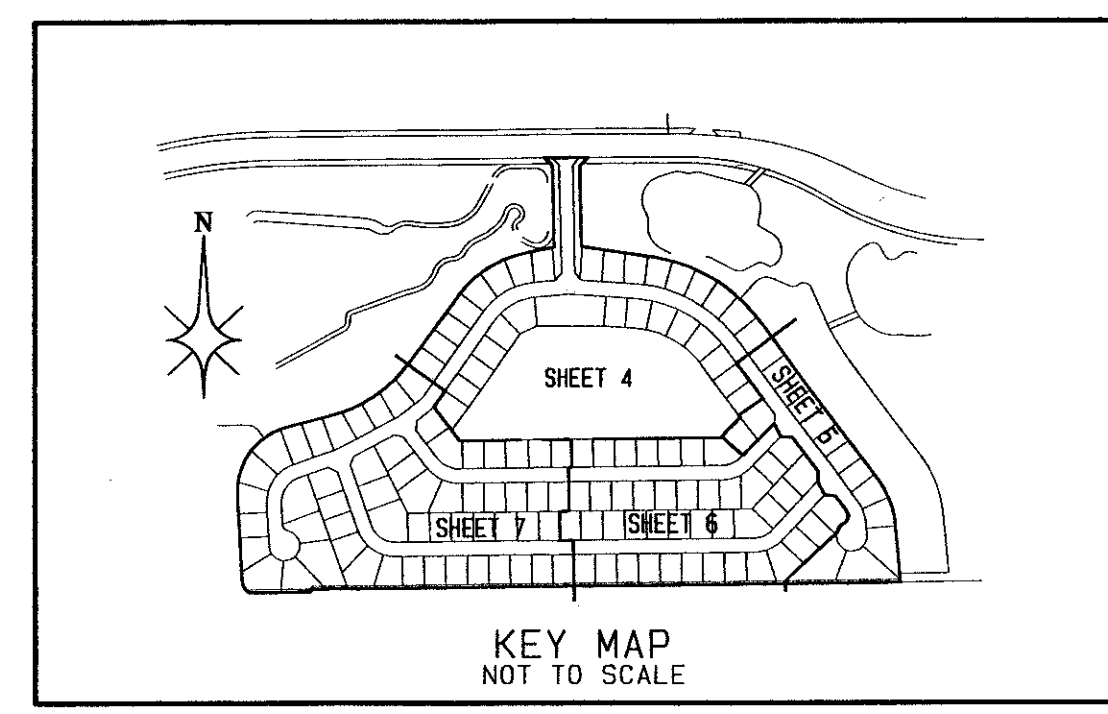 N
SHEET 4
SHEET 5
SHEET 7
SHEET 6
KEY MAP
NOT TO SCALE